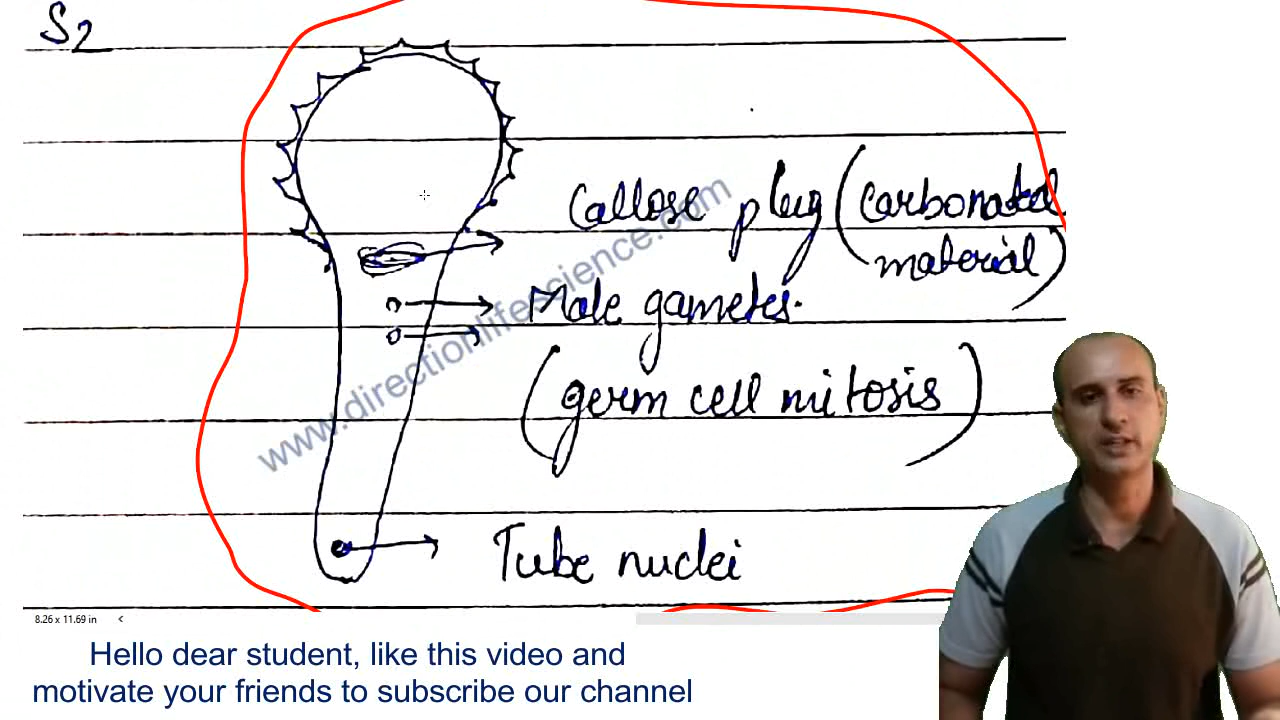 S2
Callose plug (carbonated
material)
Male gametes.
(germ cell mitosis)
Tube nuclei
www.directionlifescience.com
8.26 x 11.69 in
Hello dear student, like this video and
motivate your friends to subscribe our channel